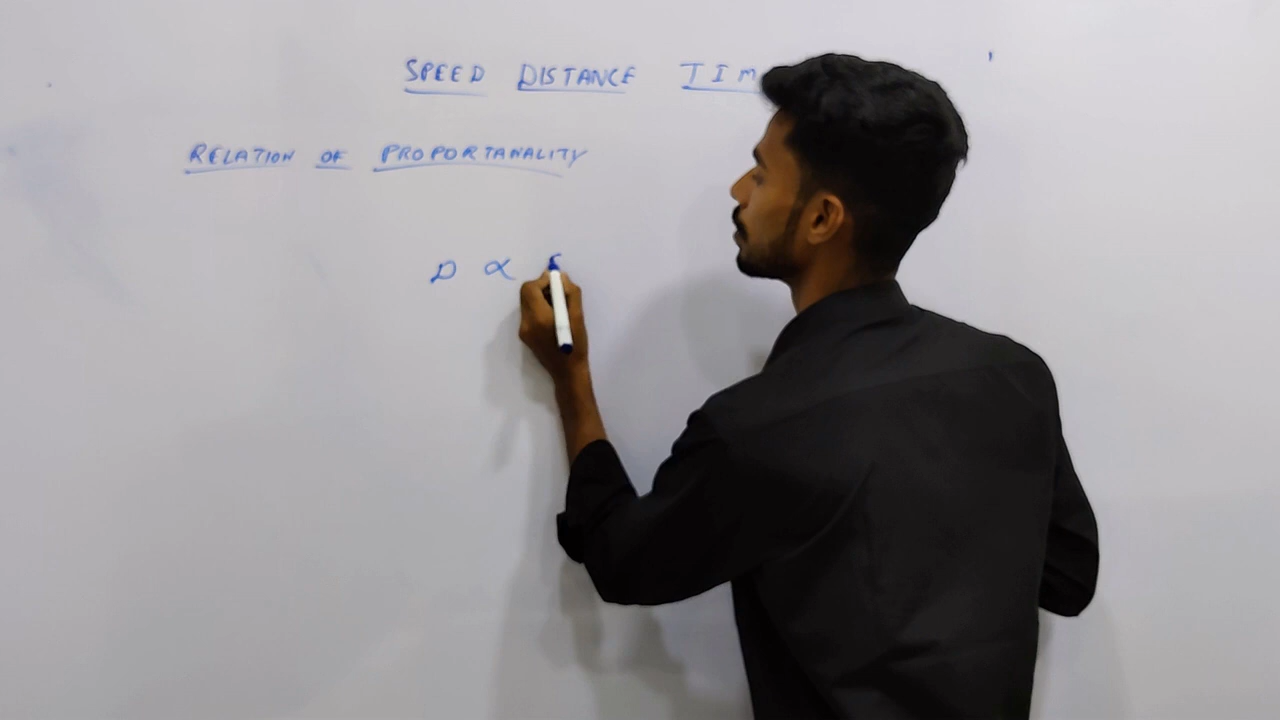 SPEED DISTANCE TIM
RELATION OF PROPORTANALITY
D ∝